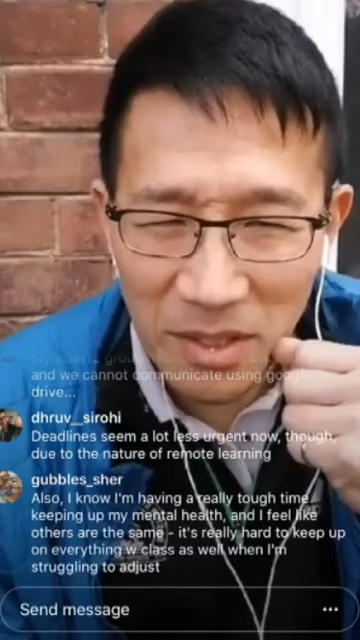 and we cannot communicate using google
drive...
dhruv__sirohi
Deadlines seem a lot less urgent now, though,
due to the nature of remote learning
gubbles_sher
Also, I know I'm having a really tough time
keeping up my mental health, and I feel like
others are the same - it's really hard to keep up
on everything w class as well when I'm
struggling to adjust
Send message